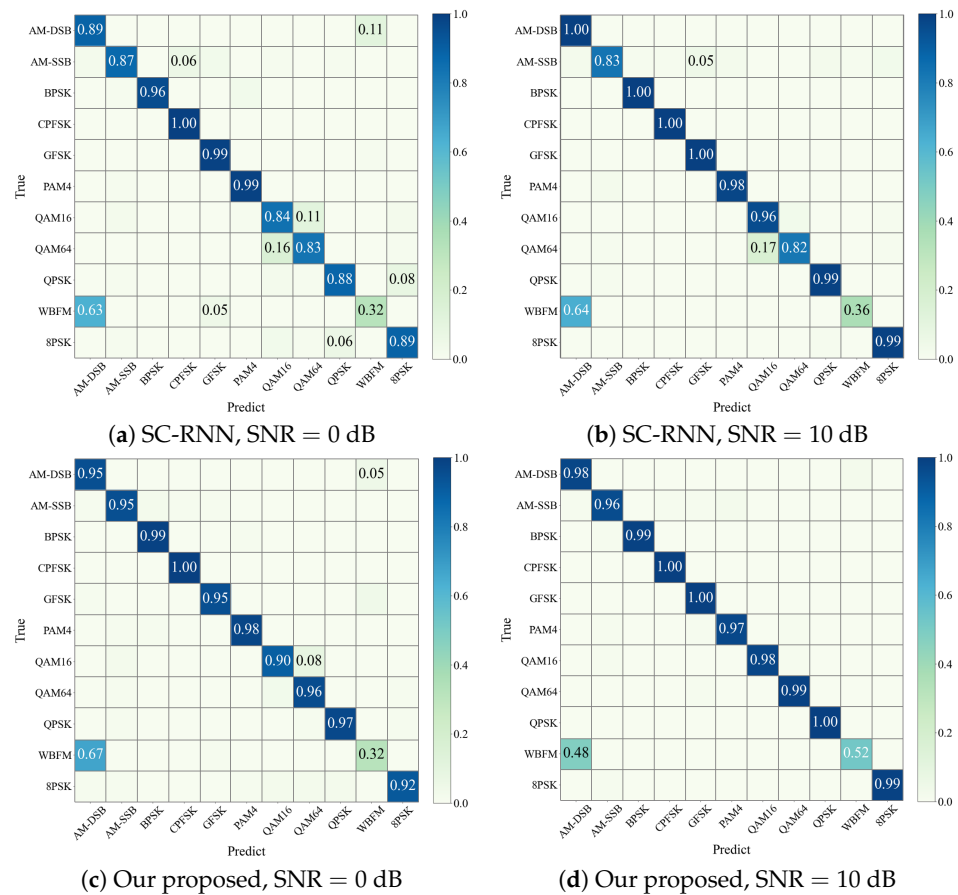 AM-DSB 0.89 0.11
AM-SSB 0.87 0.06
BPSK 0.96
CPFSK 1.00
GFSK 0.99
PAM4 0.99
QAM16 0.84 0.11
QAM64 0.16 0.83
QPSK 0.88 0.08
WBFM 0.63 0.05 0.32
8PSK 0.06 0.89
True
AM-DSB AM-SSB BPSK CPFSK GFSK PAM4 QAM16 QAM64 QPSK WBFM 8PSK
Predict
1.0
0.8
0.6
0.4
0.2
0.0
(a) SC-RNN, SNR = 0 dB
AM-DSB 1.00
AM-SSB 0.83 0.05
BPSK 1.00
CPFSK 1.00
GFSK 1.00
PAM4 0.98
QAM16 0.96
QAM64 0.17 0.82
QPSK 0.99
WBFM 0.64 0.36
8PSK 0.99
True
AM-DSB AM-SSB BPSK CPFSK GFSK PAM4 QAM16 QAM64 QPSK WBFM 8PSK
Predict
1.0
0.8
0.6
0.4
0.2
0.0
(b) SC-RNN, SNR = 10 dB
AM-DSB 0.95 0.05
AM-SSB 0.95
BPSK 0.99
CPFSK 1.00
GFSK 0.95
PAM4 0.98
QAM16 0.90 0.08
QAM64 0.96
QPSK 0.97
WBFM 0.67 0.32
8PSK 0.92
True
AM-DSB AM-SSB BPSK CPFSK GFSK PAM4 QAM16 QAM64 QPSK WBFM 8PSK
Predict
1.0
0.8
0.6
0.4
0.2
0.0
(c) Our proposed, SNR = 0 dB
AM-DSB 0.98
AM-SSB 0.96
BPSK 0.99
CPFSK 1.00
GFSK 1.00
PAM4 0.97
QAM16 0.98
QAM64 0.99
QPSK 1.00
WBFM 0.48 0.52
8PSK 0.99
True
AM-DSB AM-SSB BPSK CPFSK GFSK PAM4 QAM16 QAM64 QPSK WBFM 8PSK
Predict
1.0
0.8
0.6
0.4
0.2
0.0
(d) Our proposed, SNR = 10 dB